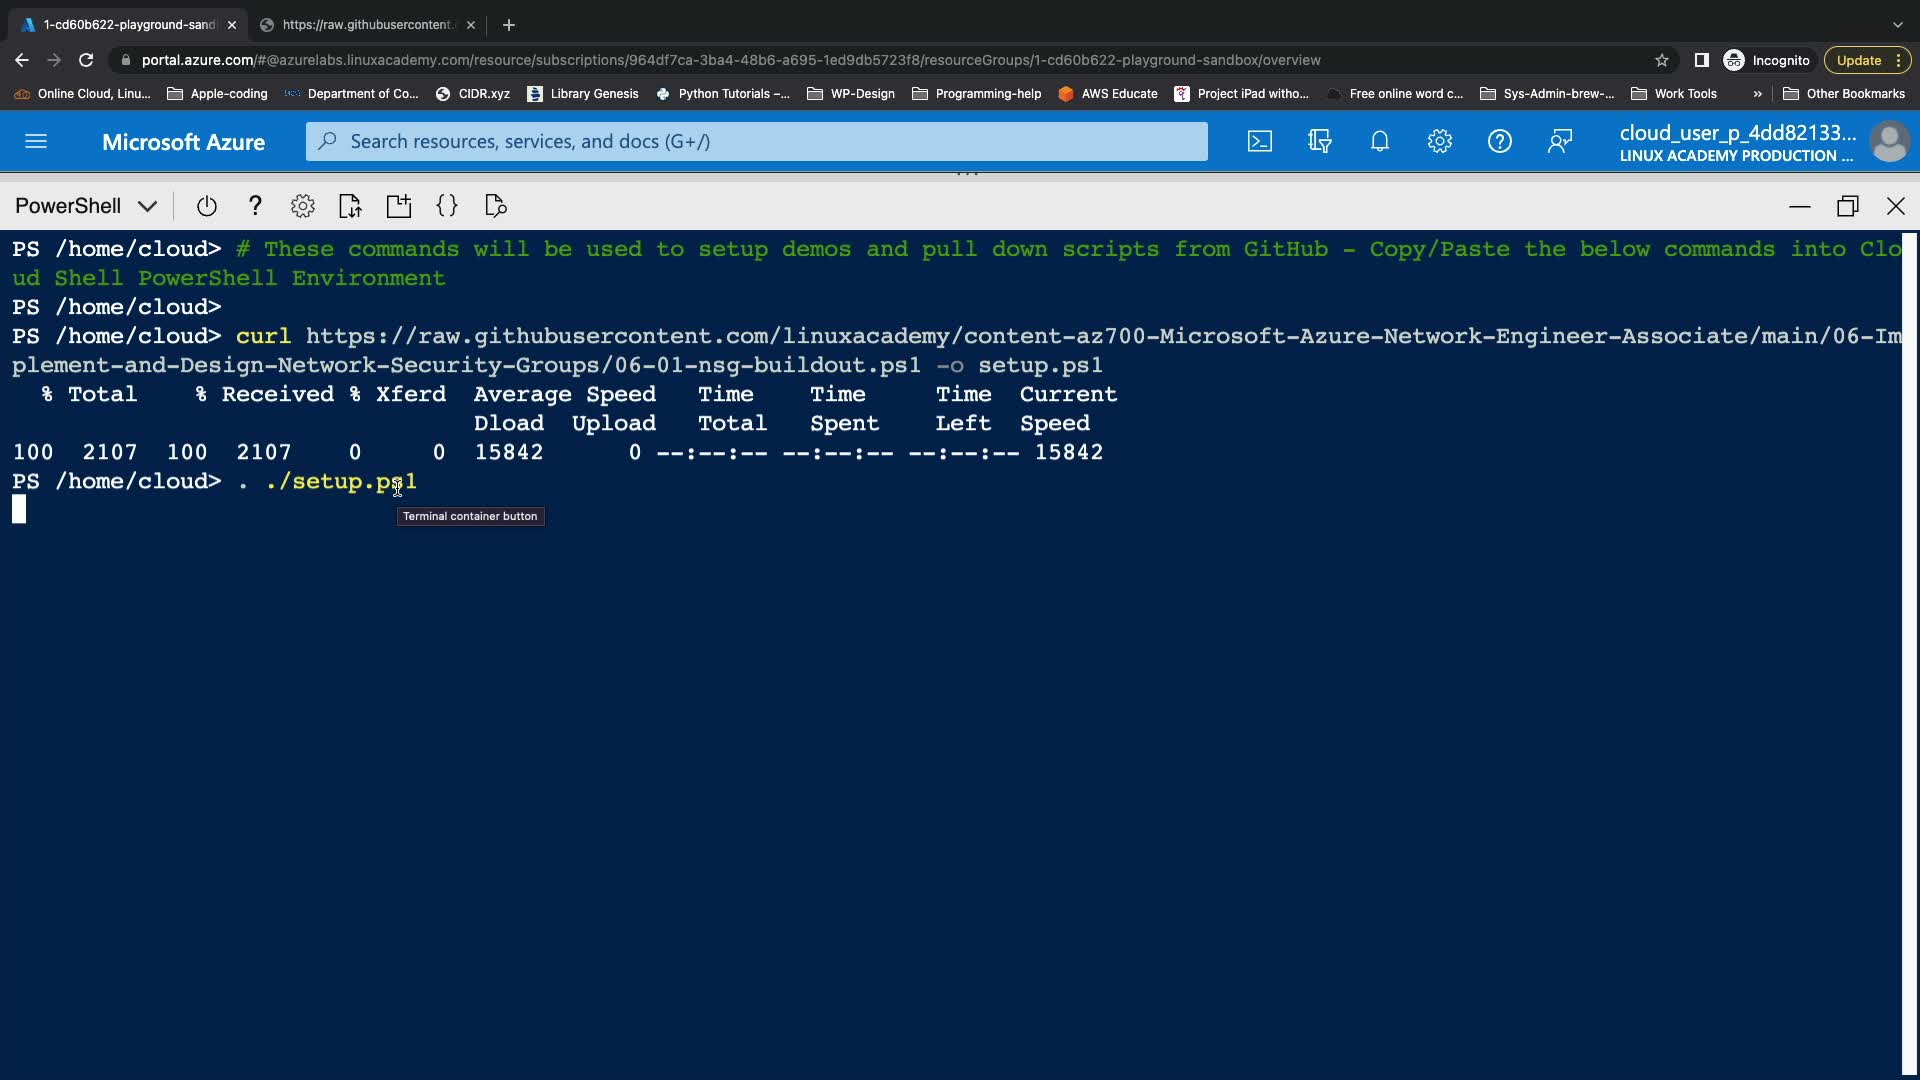 1-cd60b622-playground-sand
https://raw.githubusercontent.
portal.azure.com/#@azurelabs.linuxacademy.com/resource/subscriptions/964df7ca-3ba4-48b6-a695-1ed9db5723f8/resourceGroups/1-cd60b622-playground-sandbox/overview
Incognito
Update
Online Cloud, Linu...
Apple-coding
Department of Co...
CIDR.xyz
Library Genesis
Python Tutorials –...
WP-Design
Programming-help
AWS Educate
Project iPad witho...
Free online word c...
Sys-Admin-brew-...
Work Tools
»
Other Bookmarks
Microsoft Azure
Search resources, services, and docs (G+/)
cloud_user_p_4dd82133...
LINUX ACADEMY PRODUCTION ...
PowerShell
PS /home/cloud> # These commands will be used to setup demos and pull down scripts from GitHub - Copy/Paste the below commands into Clo
ud Shell PowerShell Environment
PS /home/cloud>
PS /home/cloud> curl https://raw.githubusercontent.com/linuxacademy/content-az700-Microsoft-Azure-Network-Engineer-Associate/main/06-Im
plement-and-Design-Network-Security-Groups/06-01-nsg-buildout.ps1 -o setup.ps1
% Total % Received % Xferd Average Speed Time Time Time Current
Dload Upload Total Spent Left Speed
100 2107 100 2107 0 0 15842 0 --:--:-- --:--:-- --:--:-- 15842
PS /home/cloud> . ./setup.ps1
Terminal container button